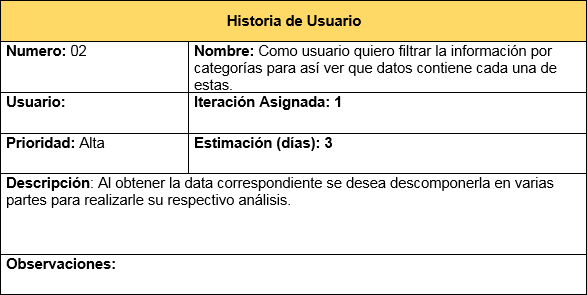 Historia de Usuario
Numero: 02
Nombre: Como usuario quiero filtrar la información por
categorías para así ver que datos contiene cada una de
estas.
Usuario:
Iteración Asignada: 1
Prioridad: Alta
Estimación (días): 3
Descripción: Al obtener la data correspondiente se desea descomponerla en varias
partes para realizarle su respectivo análisis.
Observaciones: